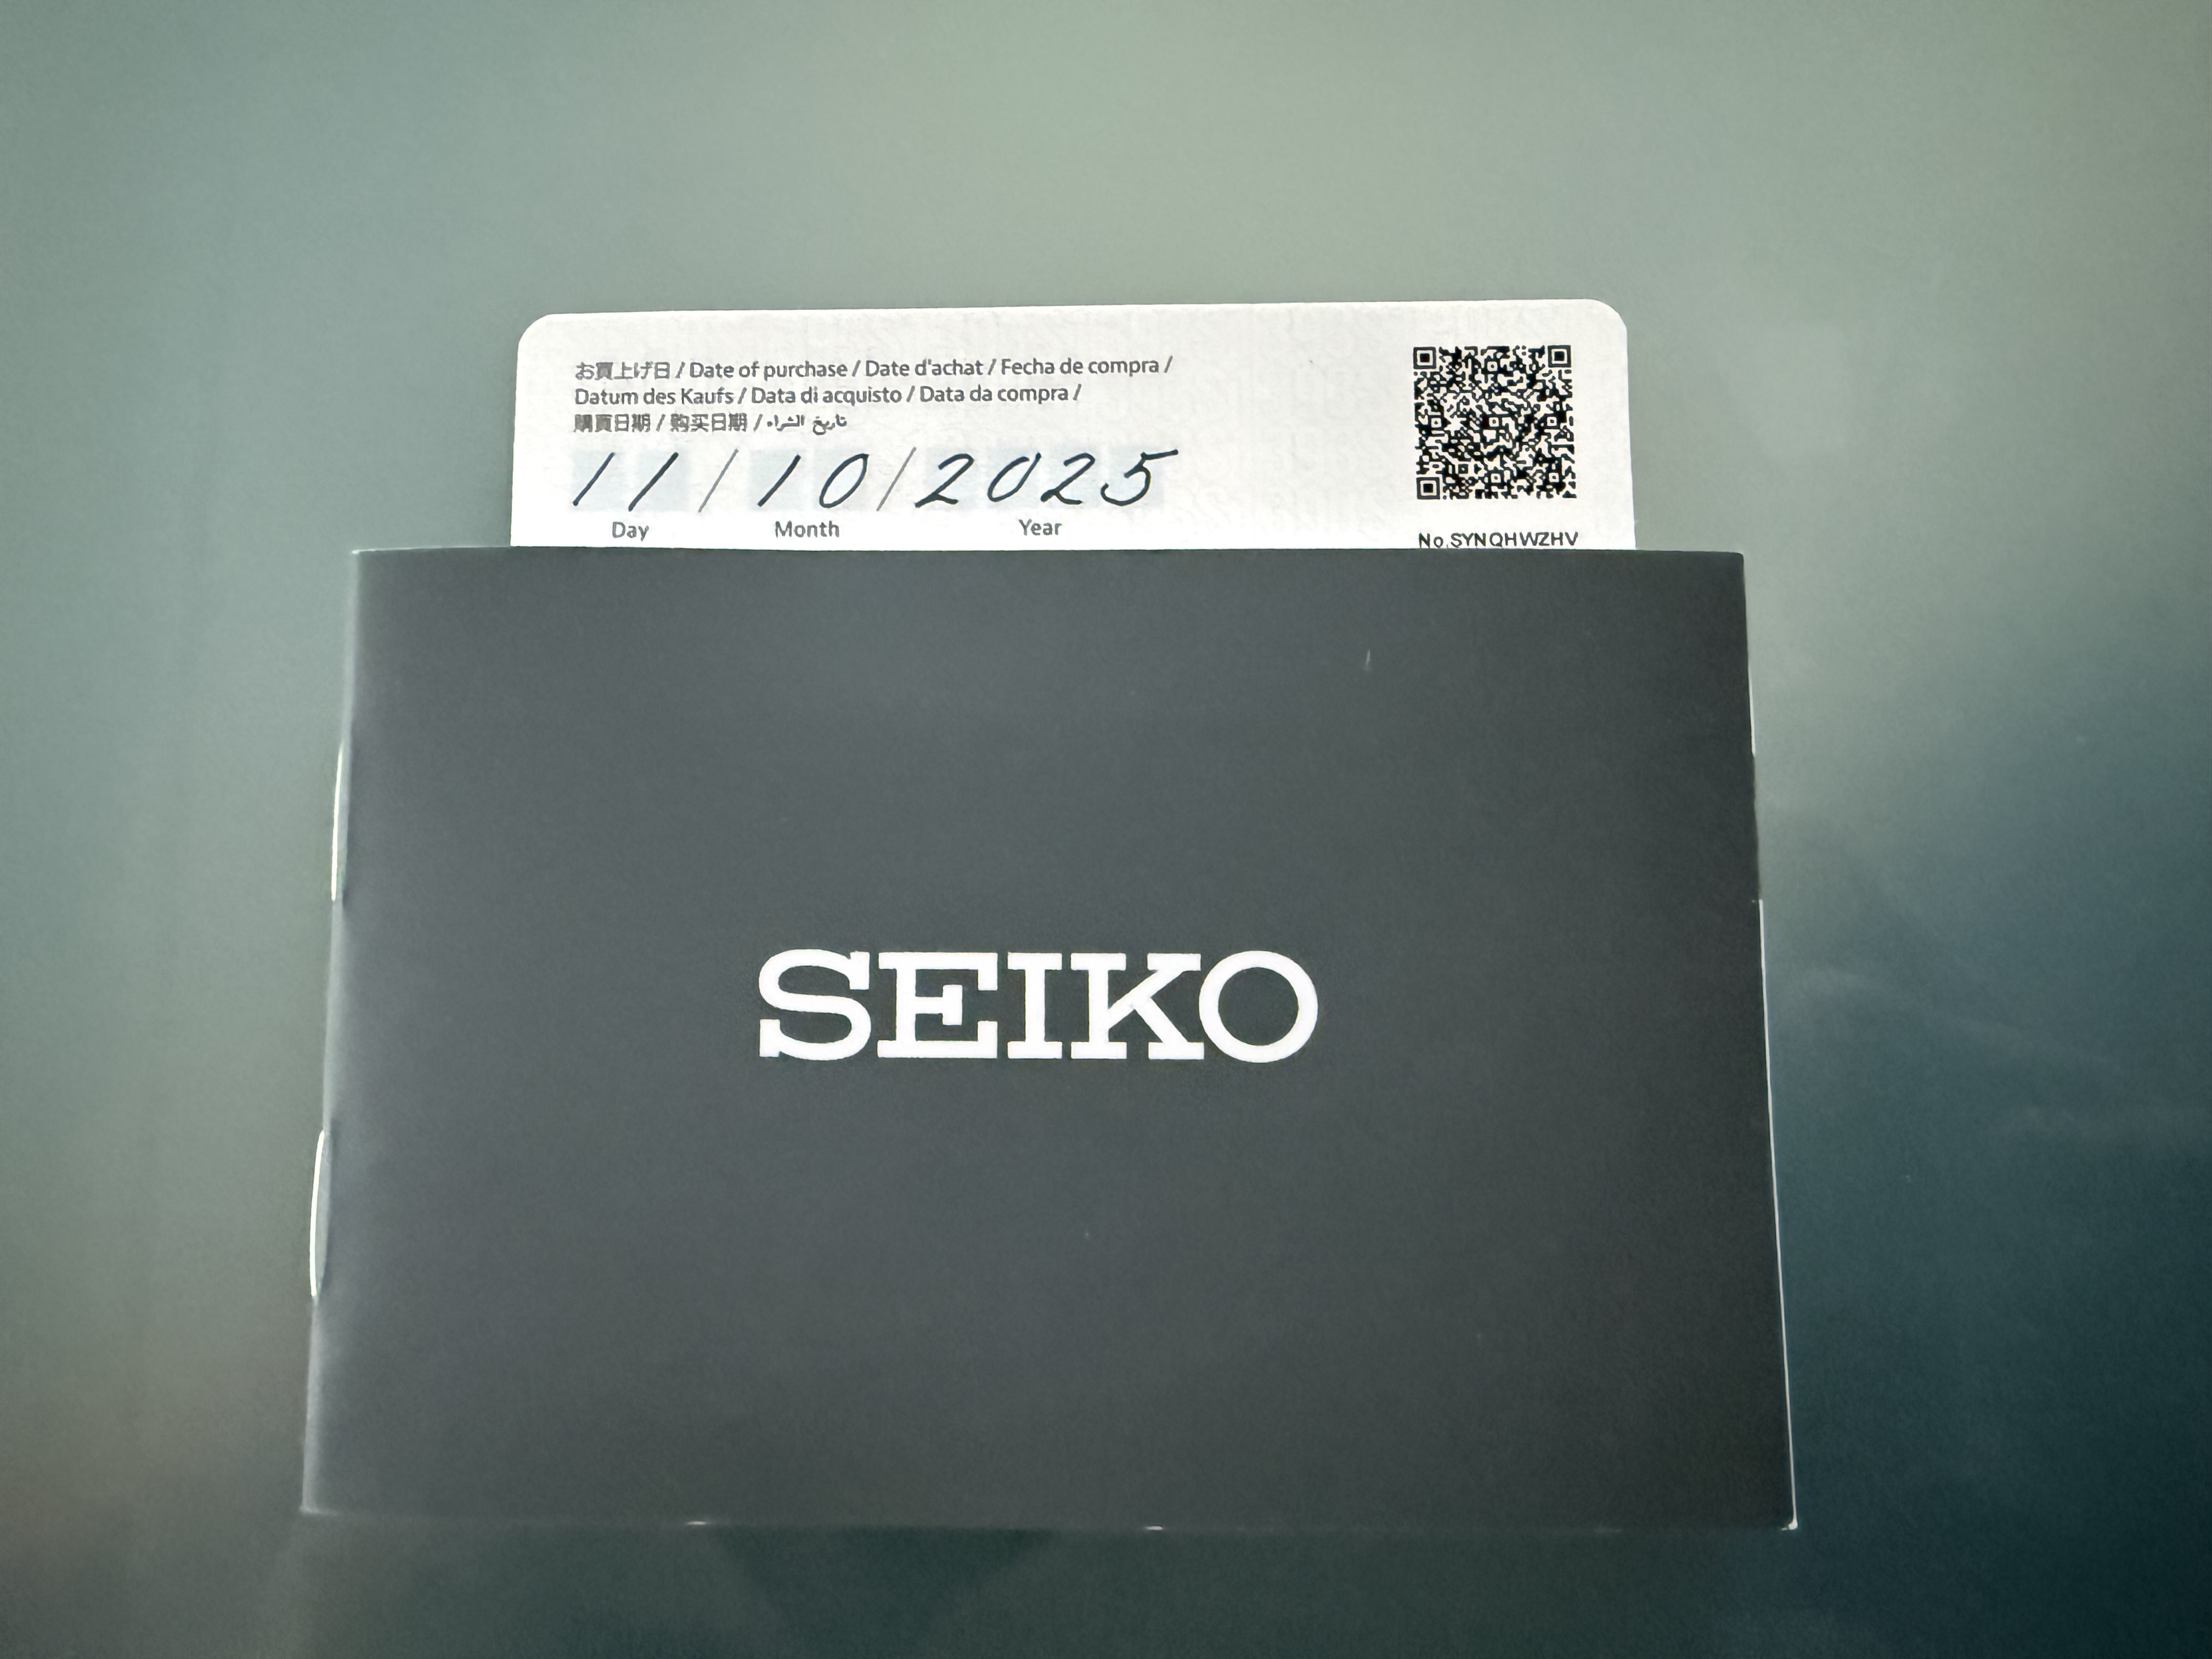 お買上げ日 / Date of purchase / Date d'achat / Fecha de compra /
Datum des Kaufs / Data di acquisto / Data da compra /
購買日期 / 购买日期 / تاريخ الشراء
11/10/2025
Day Month Year
No.SYNQHWZHV
SEIKO